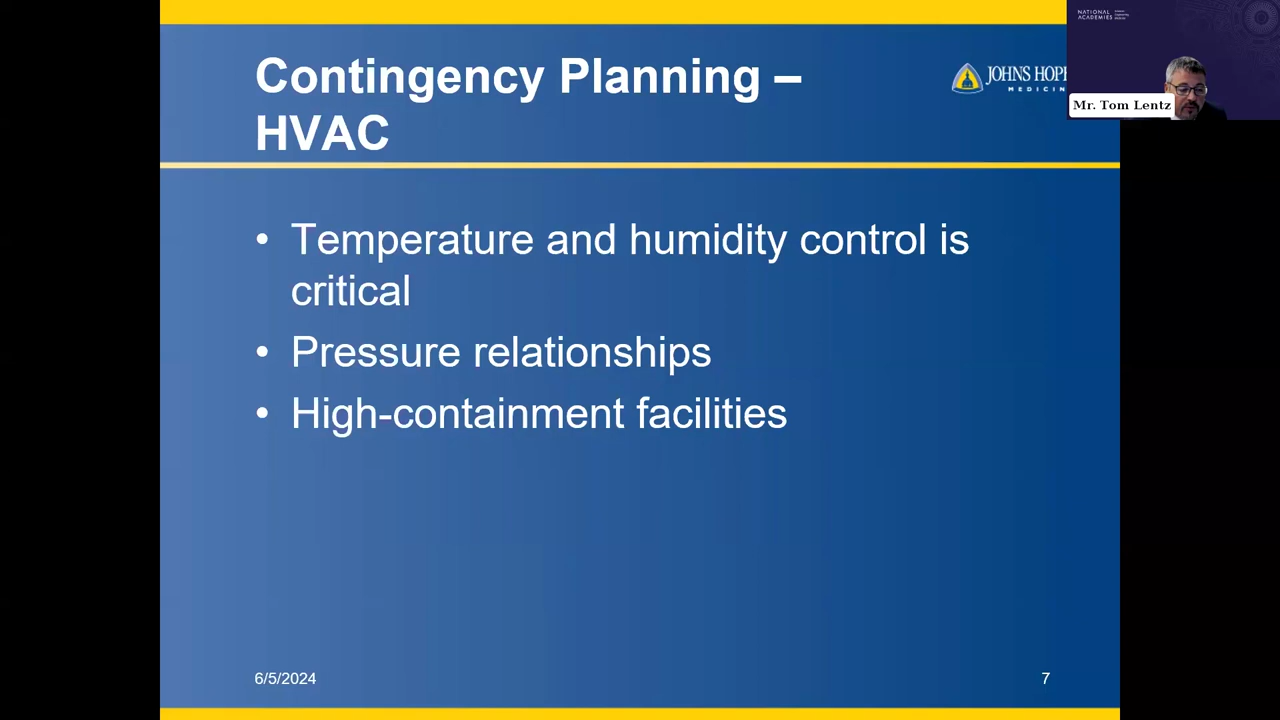 Contingency Planning –
HVAC
JOHNS
MEDICIN
NATIONAL
ACADEMIES
Mr. Tom Lentz
• Temperature and humidity control is
critical
• Pressure relationships
• High-containment facilities
6/5/2024
7